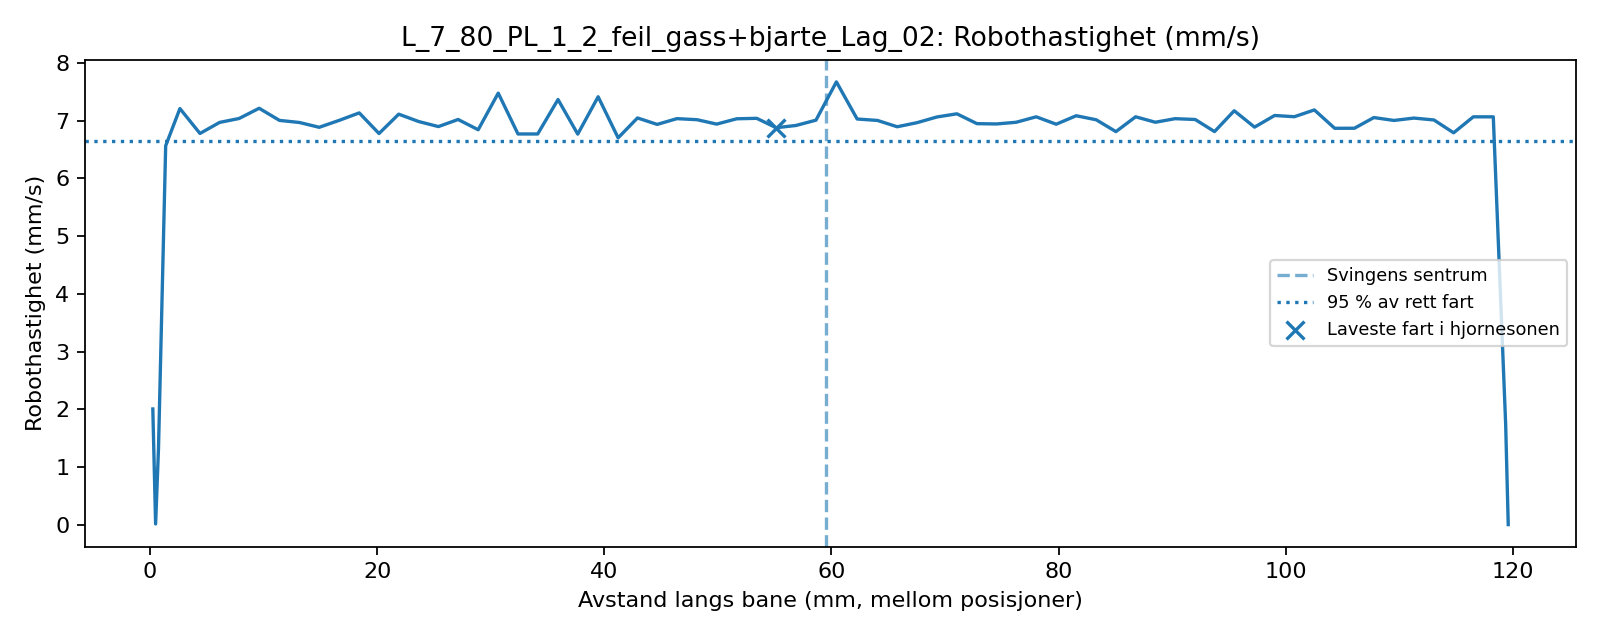 L_7_80_PL_1_2_feil_gass+bjarte_Lag_02: Robothastighet (mm/s)
Robothastighet (mm/s)
8
7
6
5
4
3
2
1
0
Svingens sentrum
95 % av rett fart
Laveste fart i hjornesonen
0 20 40 60 80 100 120
Avstand langs bane (mm, mellom posisjoner)